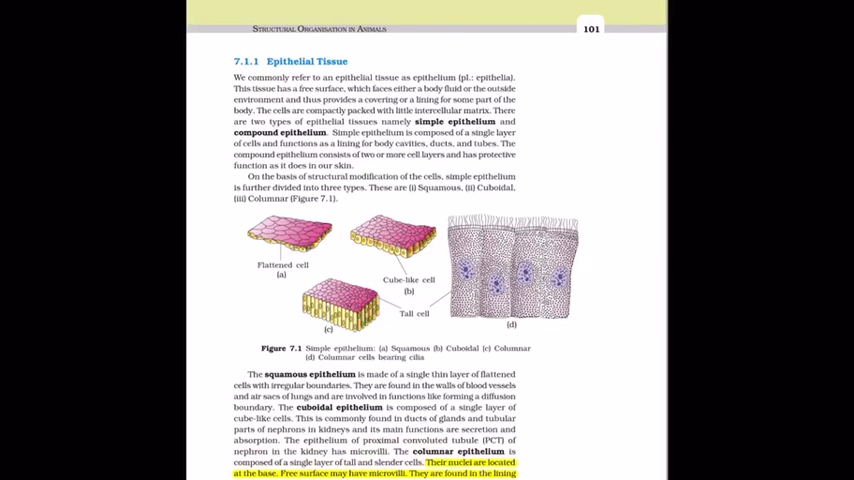 STRUCTURAL ORGANISATION IN ANIMALS
101
7.1.1 Epithelial Tissue
We commonly refer to an epithelial tissue as epithelium (pl.: epithelia).
This tissue has a free surface, which faces either a body fluid or the outside
environment and thus provides a covering or a lining for some part of the
body. The cells are compactly packed with little intercellular matrix. There
are two types of epithelial tissues namely simple epithelium and
compound epithelium. Simple epithelium is composed of a single layer
of cells and functions as a lining for body cavities, ducts, and tubes. The
compound epithelium consists of two or more cell layers and has protective
function as it does in our skin.
On the basis of structural modification of the cells, simple epithelium
is further divided into three types. These are (i) Squamous, (ii) Cuboidal,
(iii) Columnar (Figure 7.1).
Flattened cell
(a)
Cube-like cell
(b)
Tall cell
(c)
(d)
Figure 7.1 Simple epithelium: (a) Squamous (b) Cuboidal (c) Columnar
(d) Columnar cells bearing cilia
The squamous epithelium is made of a single thin layer of flattened
cells with irregular boundaries. They are found in the walls of blood vessels
and air sacs of lungs and are involved in functions like forming a diffusion
boundary. The cuboidal epithelium is composed of a single layer of
cube-like cells. This is commonly found in ducts of glands and tubular
parts of nephrons in kidneys and its main functions are secretion and
absorption. The epithelium of proximal convoluted tubule (PCT) of
nephron in the kidney has microvilli. The columnar epithelium is
composed of a single layer of tall and slender cells. Their nuclei are located
at the base. Free surface may have microvilli. They are found in the lining